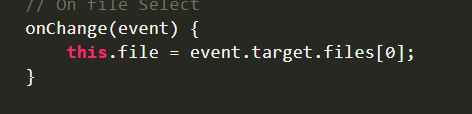 // On file Select
onChange(event) {
    this.file = event.target.files[0];
}